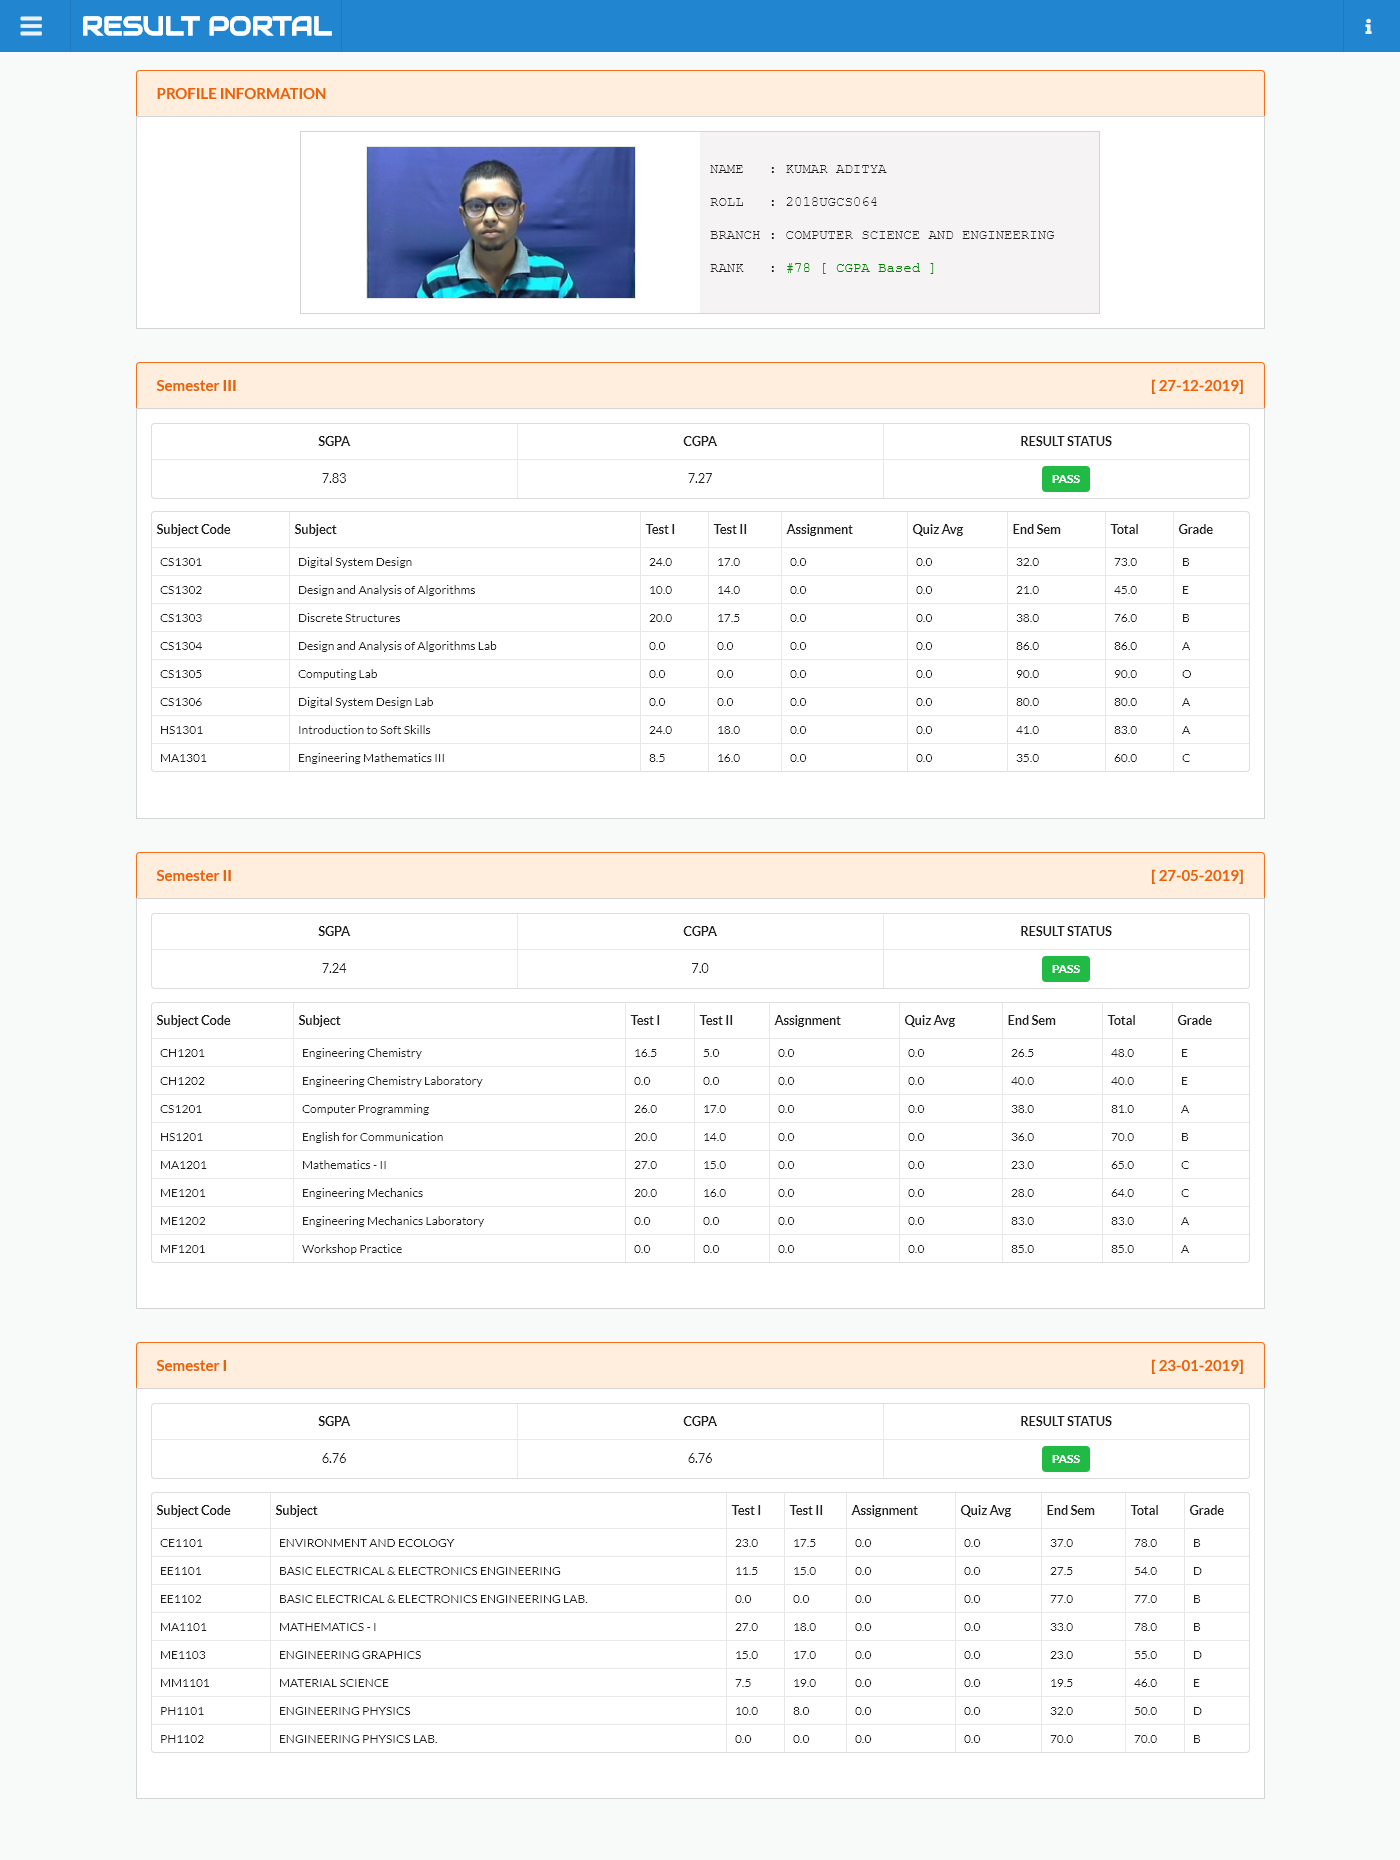 RESULT PORTAL
PROFILE INFORMATION
NAME : KUMAR ADITYA
ROLL : 2018UGCS064
BRANCH : COMPUTER SCIENCE AND ENGINEERING
RANK : #78 [ CGPA Based ]
Semester III [ 27-12-2019]
SGPA CGPA RESULT STATUS
7.83 7.27 PASS
Subject Code Subject Test I Test II Assignment Quiz Avg End Sem Total Grade
CS1301 Digital System Design 24.0 17.0 0.0 0.0 32.0 73.0 B
CS1302 Design and Analysis of Algorithms 10.0 14.0 0.0 0.0 21.0 45.0 E
CS1303 Discrete Structures 20.0 17.5 0.0 0.0 38.0 76.0 B
CS1304 Design and Analysis of Algorithms Lab 0.0 0.0 0.0 0.0 86.0 86.0 A
CS1305 Computing Lab 0.0 0.0 0.0 0.0 90.0 90.0 O
CS1306 Digital System Design Lab 0.0 0.0 0.0 0.0 80.0 80.0 A
HS1301 Introduction to Soft Skills 24.0 18.0 0.0 0.0 41.0 83.0 A
MA1301 Engineering Mathematics III 8.5 16.0 0.0 0.0 35.0 60.0 C
Semester II [ 27-05-2019]
SGPA CGPA RESULT STATUS
7.24 7.0 PASS
Subject Code Subject Test I Test II Assignment Quiz Avg End Sem Total Grade
CH1201 Engineering Chemistry 16.5 5.0 0.0 0.0 26.5 48.0 E
CH1202 Engineering Chemistry Laboratory 0.0 0.0 0.0 0.0 40.0 40.0 E
CS1201 Computer Programming 26.0 17.0 0.0 0.0 38.0 81.0 A
HS1201 English for Communication 20.0 14.0 0.0 0.0 36.0 70.0 B
MA1201 Mathematics - II 27.0 15.0 0.0 0.0 23.0 65.0 C
ME1201 Engineering Mechanics 20.0 16.0 0.0 0.0 28.0 64.0 C
ME1202 Engineering Mechanics Laboratory 0.0 0.0 0.0 0.0 83.0 83.0 A
MF1201 Workshop Practice 0.0 0.0 0.0 0.0 85.0 85.0 A
Semester I [ 23-01-2019]
SGPA CGPA RESULT STATUS
6.76 6.76 PASS
Subject Code Subject Test I Test II Assignment Quiz Avg End Sem Total Grade
CE1101 ENVIRONMENT AND ECOLOGY 23.0 17.5 0.0 0.0 37.0 78.0 B
EE1101 BASIC ELECTRICAL & ELECTRONICS ENGINEERING 11.5 15.0 0.0 0.0 27.5 54.0 D
EE1102 BASIC ELECTRICAL & ELECTRONICS ENGINEERING LAB. 0.0 0.0 0.0 0.0 77.0 77.0 B
MA1101 MATHEMATICS - I 27.0 18.0 0.0 0.0 33.0 78.0 B
ME1103 ENGINEERING GRAPHICS 15.0 17.0 0.0 0.0 23.0 55.0 D
MM1101 MATERIAL SCIENCE 7.5 19.0 0.0 0.0 19.5 46.0 E
PH1101 ENGINEERING PHYSICS 10.0 8.0 0.0 0.0 32.0 50.0 D
PH1102 ENGINEERING PHYSICS LAB. 0.0 0.0 0.0 0.0 70.0 70.0 B